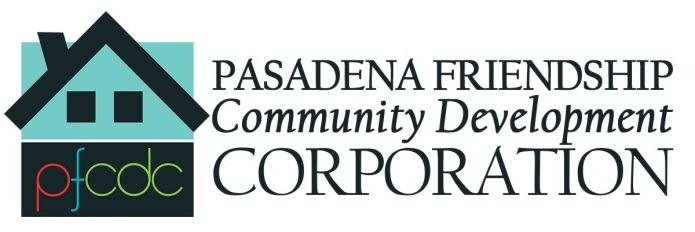 pfcdc
PASADENA FRIENDSHIP
Community Development
CORPORATION